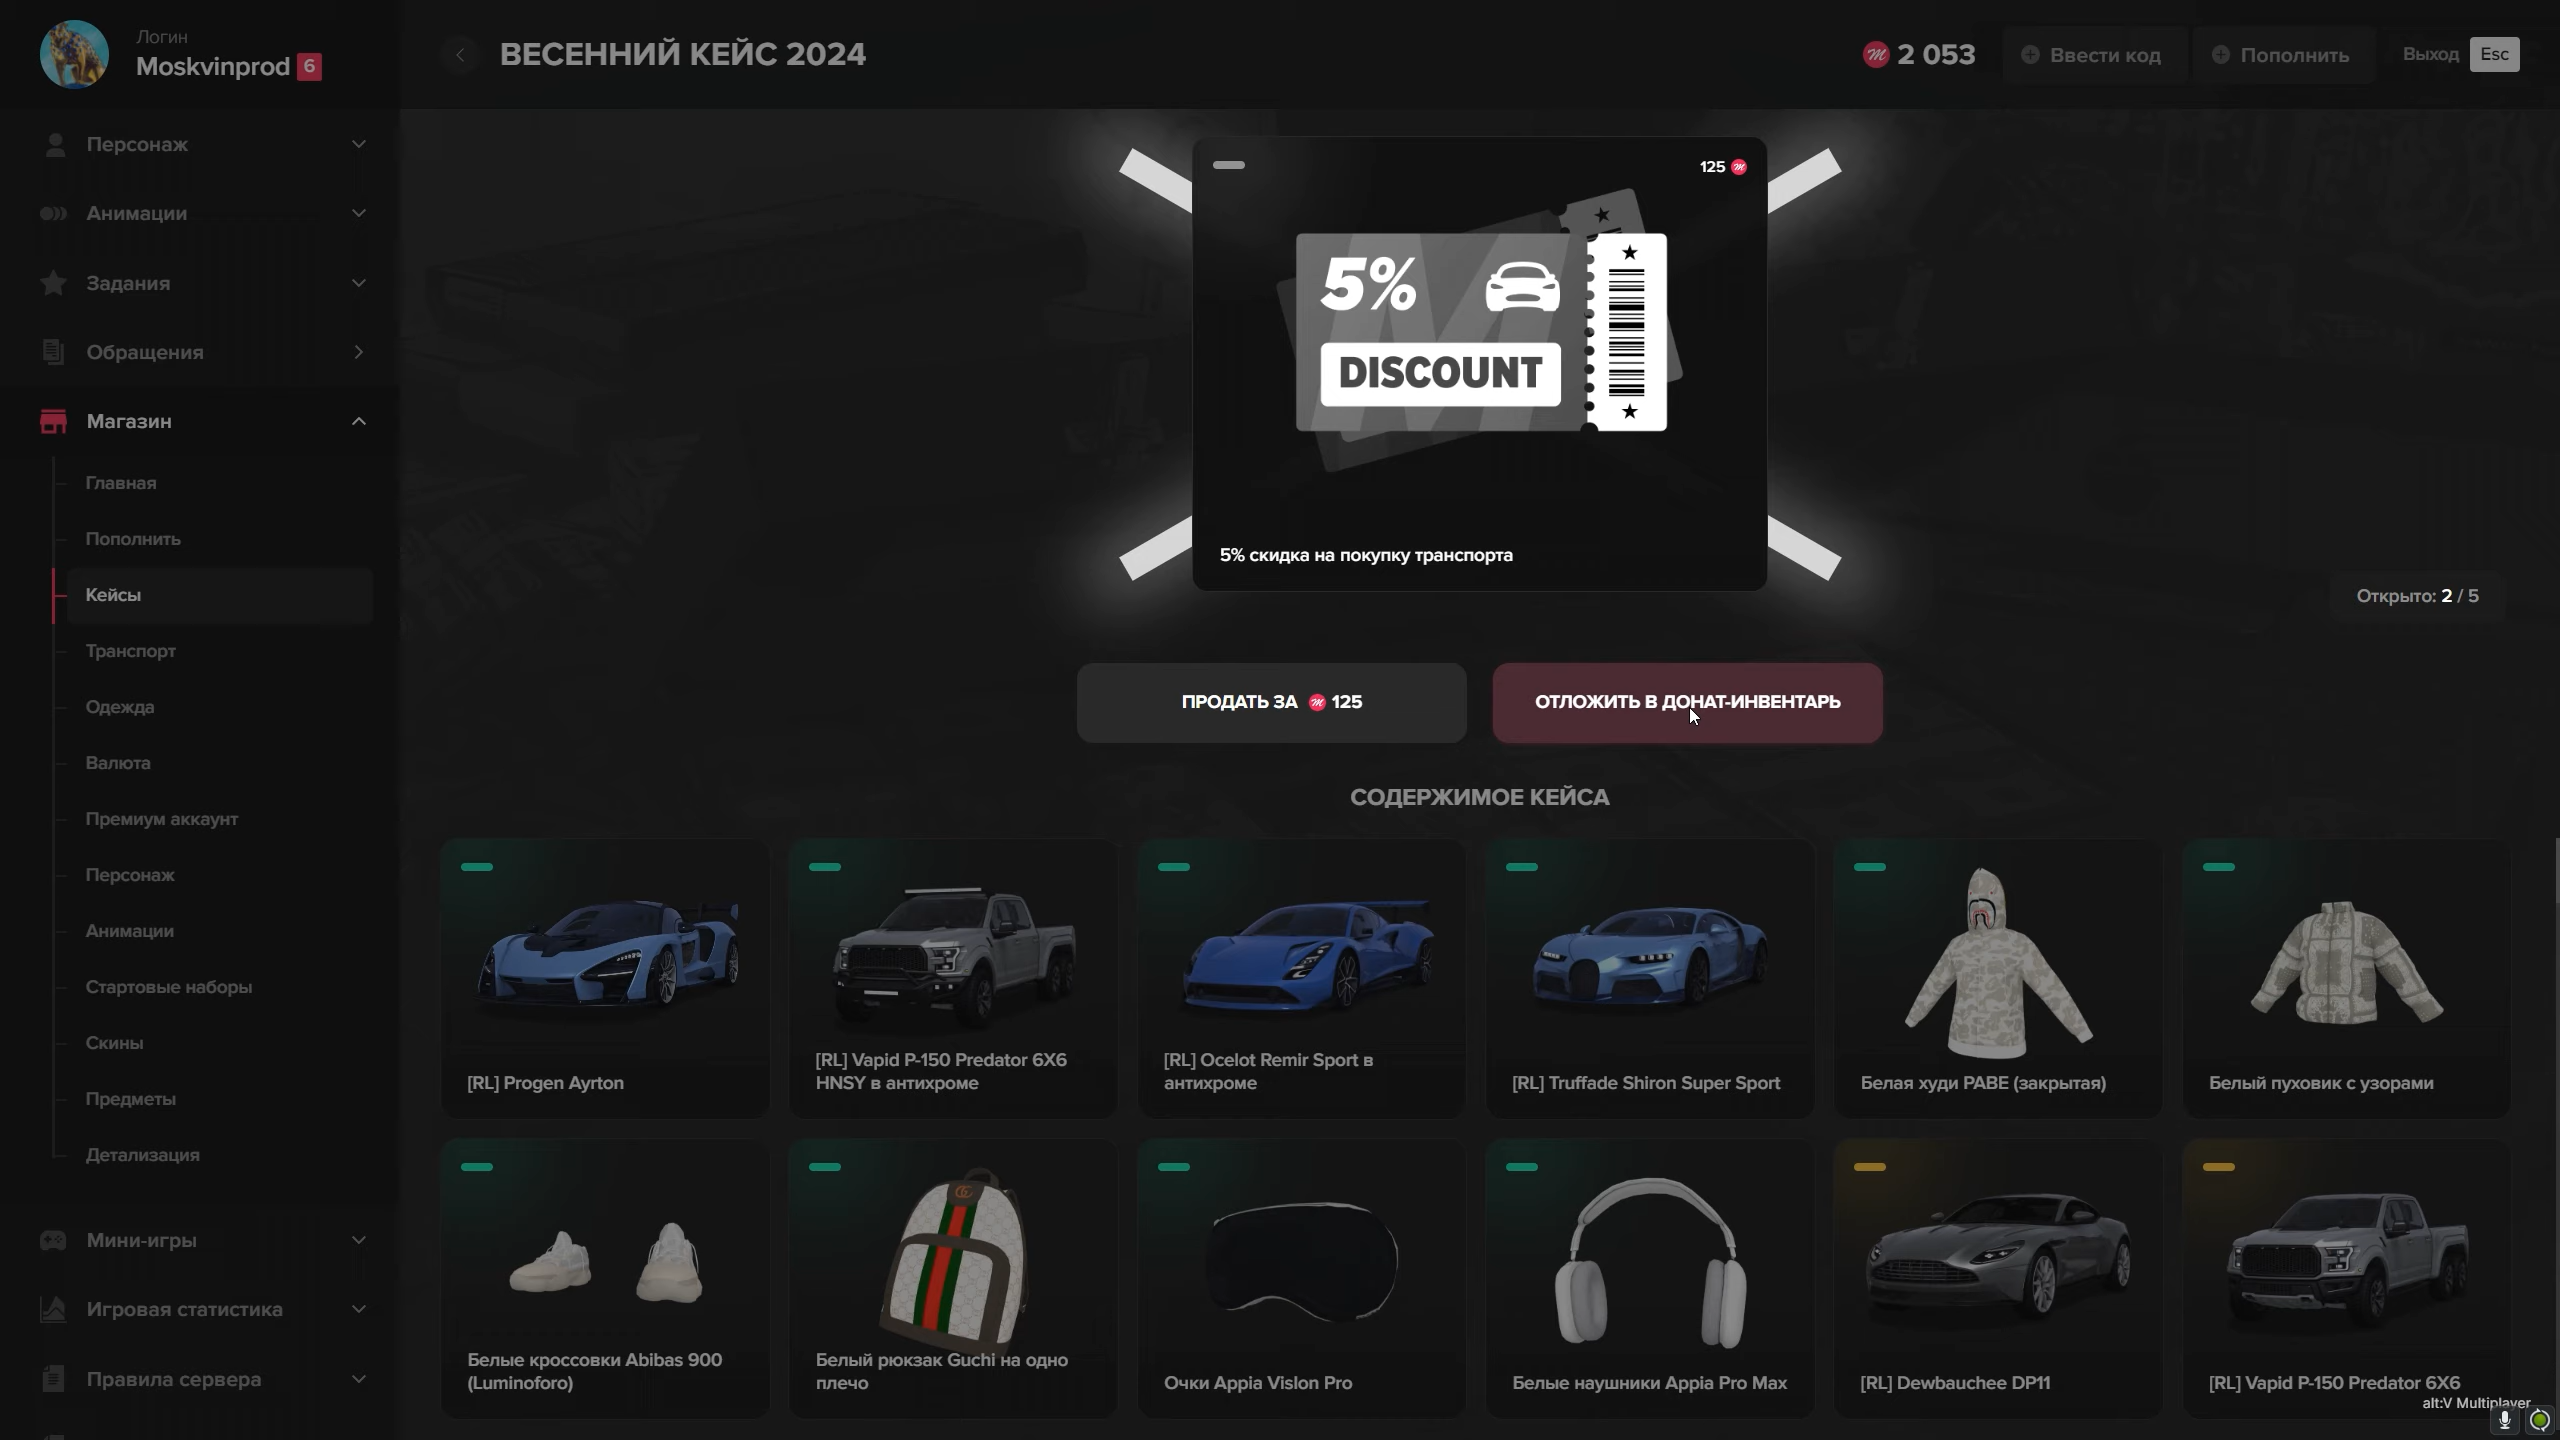 Логин
Moskvinprod 6
ВЕСЕННИЙ КЕЙС 2024
2 053
Ввести код
Пополнить
Выход Esc
Персонаж
Анимации
Задания
Обращения
Магазин
Главная
Пополнить
Кейсы
Транспорт
Одежда
Валюта
Премиум аккаунт
Персонаж
Анимации
Стартовые наборы
Скины
Предметы
Детализация
Мини-игры
Игровая статистика
Правила сервера
125
5%
DISCOUNT
5% скидка на покупку транспорта
Открыто: 2 / 5
ПРОДАТЬ ЗА 125
ОТЛОЖИТЬ В ДОНАТ-ИНВЕНТАРЬ
СОДЕРЖИМОЕ КЕЙСА
[RL] Progen Ayrton
[RL] Vapid P-150 Predator 6X6
HNSY в антихроме
[RL] Ocelot Remir Sport в
антихроме
[RL] Truffade Shiron Super Sport
Белая худи PABE (закрытая)
Белый пуховик с узорами
Белые кроссовки Abibas 900
(Luminoforo)
Белый рюкзак Guchi на одно
плечо
Очки Appia Vislon Pro
Белые наушники Appia Pro Max
[RL] Dewbauchee DP11
[RL] Vapid P-150 Predator 6X6
alt:V Multiplayer